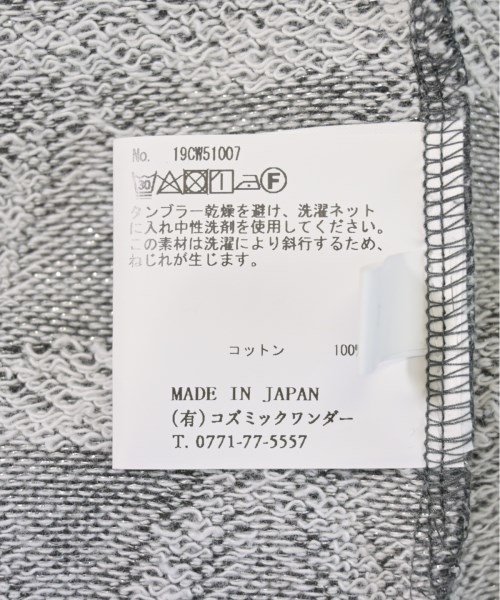 No. 19CW51007
30 F
タンブラー乾燥を避け、洗濯ネット
に入れ中性洗剤を使用してください。
この素材は洗濯により斜行するため、
ねじれが生じます。
コットン 100%
MADE IN JAPAN
(有)コズミックワンダー
T. 0771-77-5557